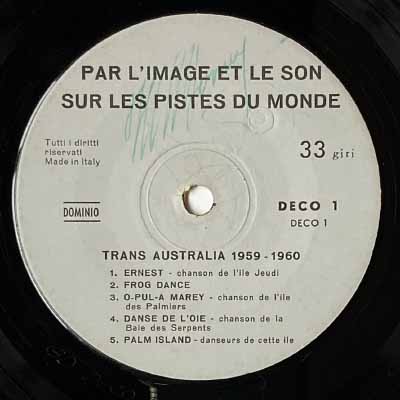 PAR L'IMAGE ET LE SON
SUR LES PISTES DU MONDE
Tutti i diritti
riservati
Made in Italy
33 giri
DOMINIO
DECO 1
DECO 1
TRANS AUSTRALIA 1959 - 1960
1. ERNEST - chanson de l'île Jeudi
2. FROG DANCE
3. O-PUL-A MAREY - chanson de l'île
des Palmiers
4. DANSE DE L'OIE - chanson de la
Baie des Serpents
5. PALM ISLAND - danseurs de cette île